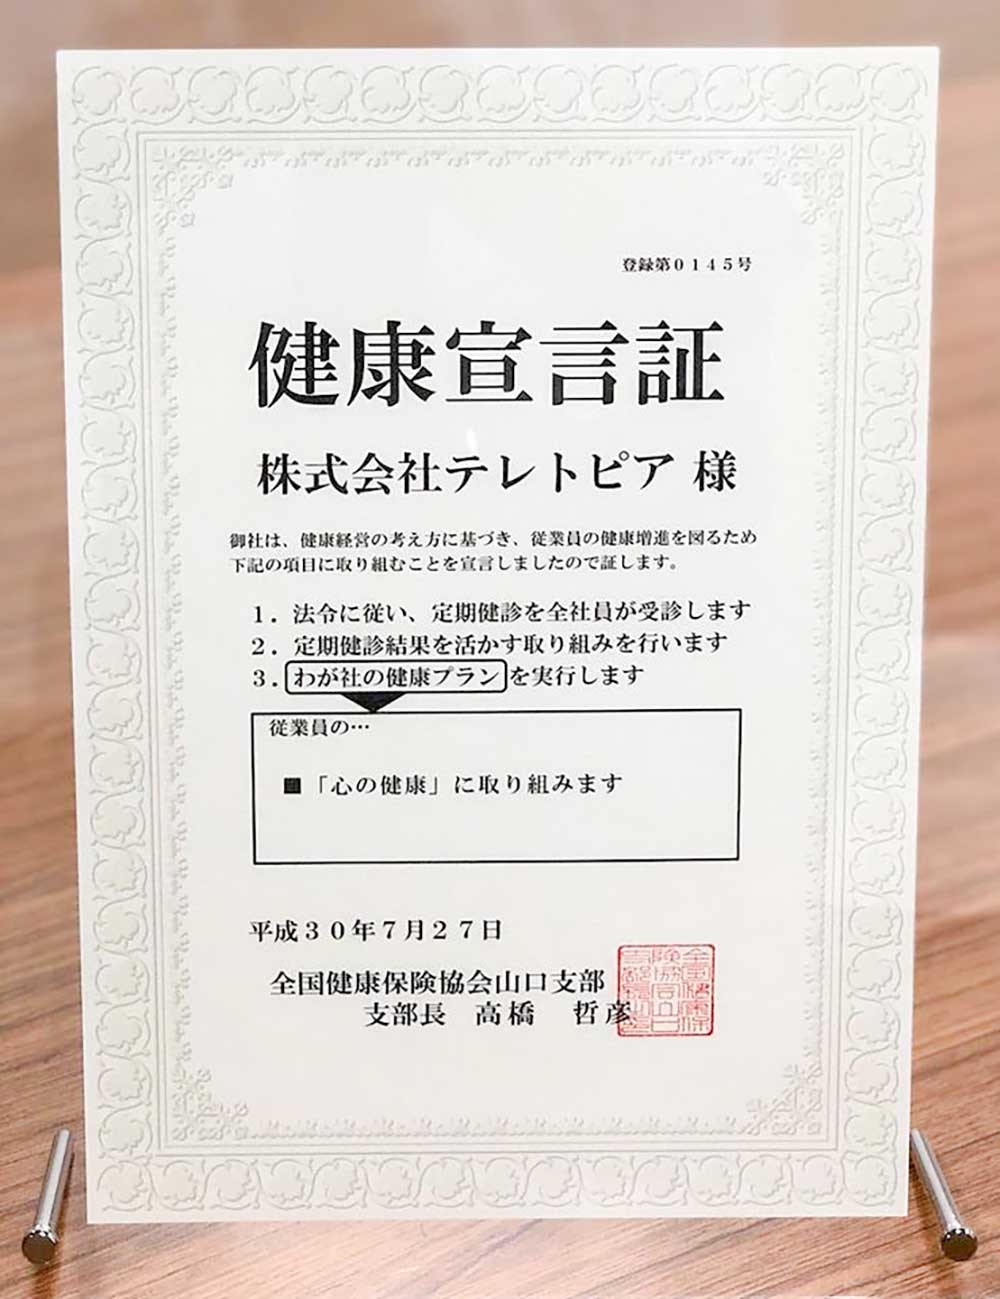 登録第０１４５号
健康宣言証
株式会社テレトピア 様
御社は、健康経営の考え方に基づき、従業員の健康増進を図るため
下記の項目に取り組むことを宣言しましたので証します。
１．法令に従い、定期健診を全社員が受診します
２．定期健診結果を活かす取り組みを行います
３．わが社の健康プランを実行します
従業員の…
■「心の健康」に取り組みます
平成３０年７月２７日
全国健康保険協会山口支部
支部長　高橋　哲彦